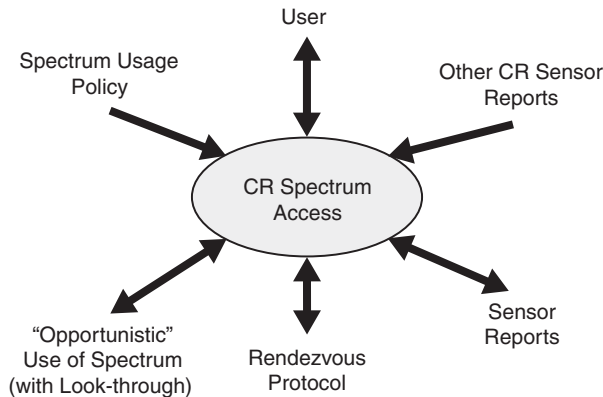 User
Spectrum Usage
Policy
Other CR Sensor
Reports
CR Spectrum
Access
“Opportunistic”
Use of Spectrum
(with Look-through)
Rendezvous
Protocol
Sensor
Reports